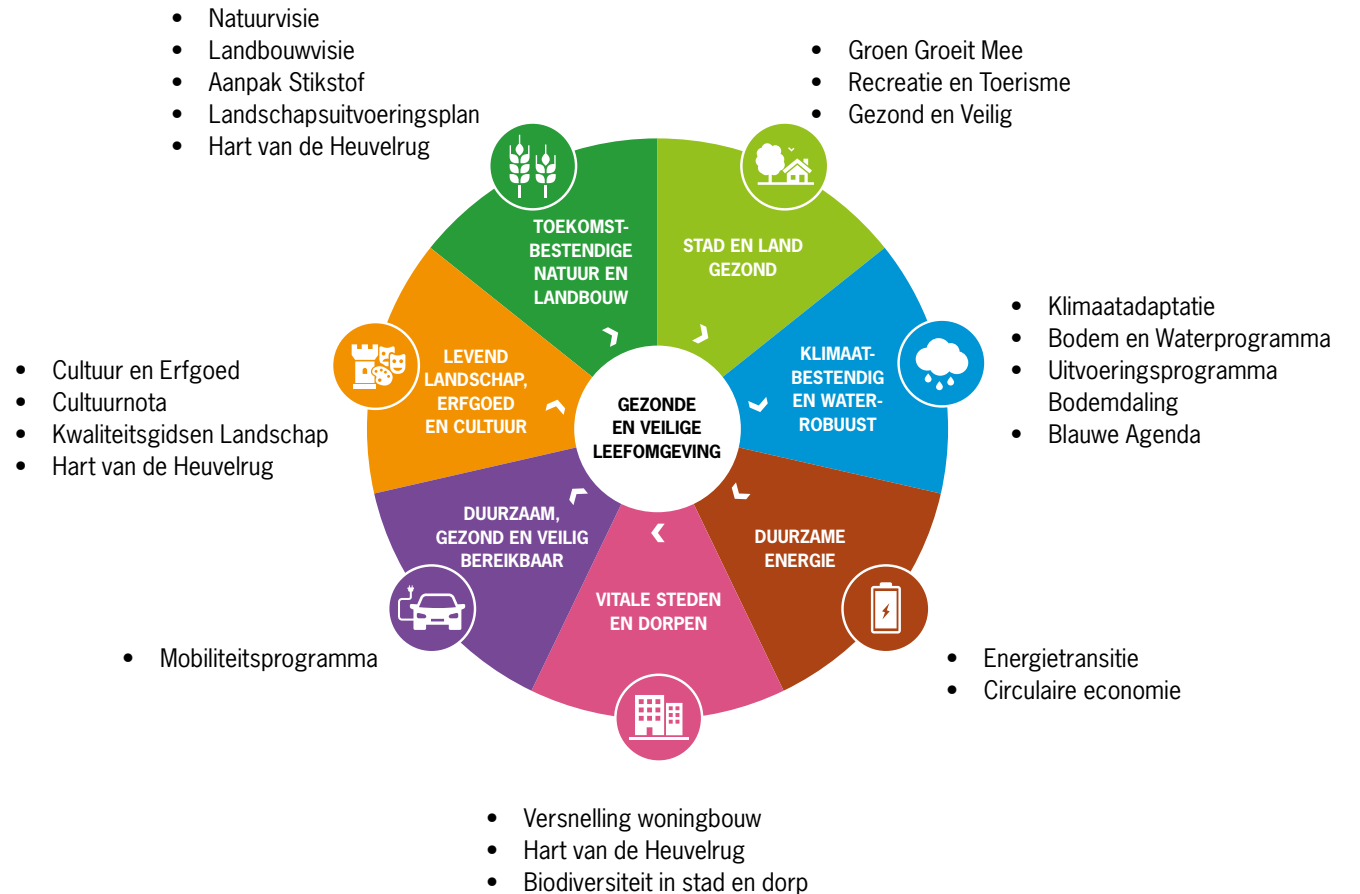 • Natuurvisie
• Landbouwvisie
• Aanpak Stikstof
• Landschapsuitvoeringsplan
• Hart van de Heuvelrug
• Groen Groeit Mee
• Recreatie en Toerisme
• Gezond en Veilig
TOEKOMST-
BESTENDIGE
NATUUR EN
LANDBOUW
STAD EN LAND
GEZOND
• Klimaatadaptatie
• Bodem en Waterprogramma
• Uitvoeringsprogramma
Bodemdaling
• Blauwe Agenda
KLIMAAT-
BESTENDIG
EN WATER-
ROBUUST
LEVEND
LANDSCHAP,
ERFGOED
EN CULTUUR
• Cultuur en Erfgoed
• Cultuurnota
• Kwaliteitsgidsen Landschap
• Hart van de Heuvelrug
GEZONDE
EN VEILIGE
LEEFOMGEVING
DUURZAAM,
GEZOND EN VEILIG
BEREIKBAAR
DUURZAME
ENERGIE
VITALE STEDEN
EN DORPEN
• Mobiliteitsprogramma
• Energietransitie
• Circulaire economie
• Versnelling woningbouw
• Hart van de Heuvelrug
• Biodiversiteit in stad en dorp